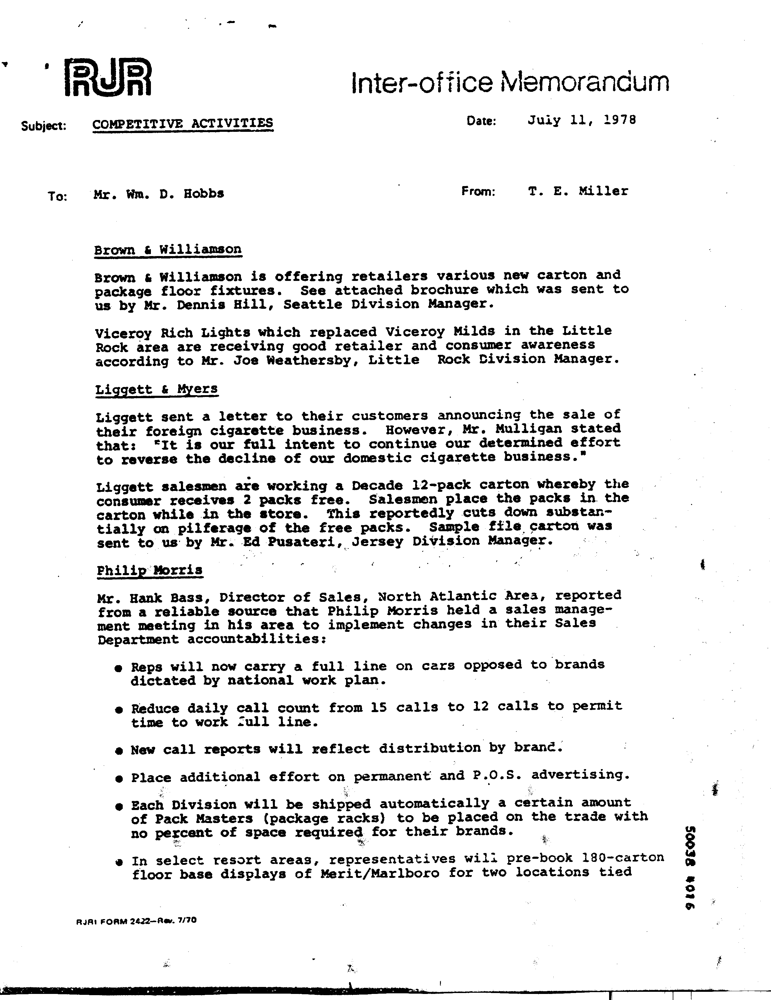 RJR
Inter-office Memorandum
Subject: COMPETITIVE ACTIVITIES Date: July 11, 1978
To: Mr. Wm. D. Hobbs From: T. E. Miller
Brown & Williamson
Brown & Williamson is offering retailers various new carton and
package floor fixtures. See attached brochure which was sent to
us by Mr. Dennis Hill, Seattle Division Manager.
Viceroy Rich Lights which replaced Viceroy Milds in the Little
Rock area are receiving good retailer and consumer awareness
according to Mr. Joe Weathersby, Little Rock Division Manager.
Liggett & Myers
Liggett sent a letter to their customers announcing the sale of
their foreign cigarette business. However, Mr. Mulligan stated
that: "It is our full intent to continue our determined effort
to reverse the decline of our domestic cigarette business."
Liggett salesmen are working a Decade 12-pack carton whereby the
consumer receives 2 packs free. Salesmen place the packs in the
carton while in the store. This reportedly cuts down substan-
tially on pilferage of the free packs. Sample file carton was
sent to us by Mr. Ed Pusateri, Jersey Division Manager.
Philip Morris
Mr. Hank Bass, Director of Sales, North Atlantic Area, reported
from a reliable source that Philip Morris held a sales manage-
ment meeting in his area to implement changes in their Sales
Department accountabilities:
• Reps will now carry a full line on cars opposed to brands
dictated by national work plan.
• Reduce daily call count from 15 calls to 12 calls to permit
time to work full line.
• New call reports will reflect distribution by brand.
• Place additional effort on permanent and P.O.S. advertising.
• Each Division will be shipped automatically a certain amount
of Pack Masters (package racks) to be placed on the trade with
no percent of space required for their brands.
• In select resort areas, representatives will pre-book 180-carton
floor base displays of Merit/Marlboro for two locations tied
50038 4016
RJRI FORM 2422—Rev. 7/70